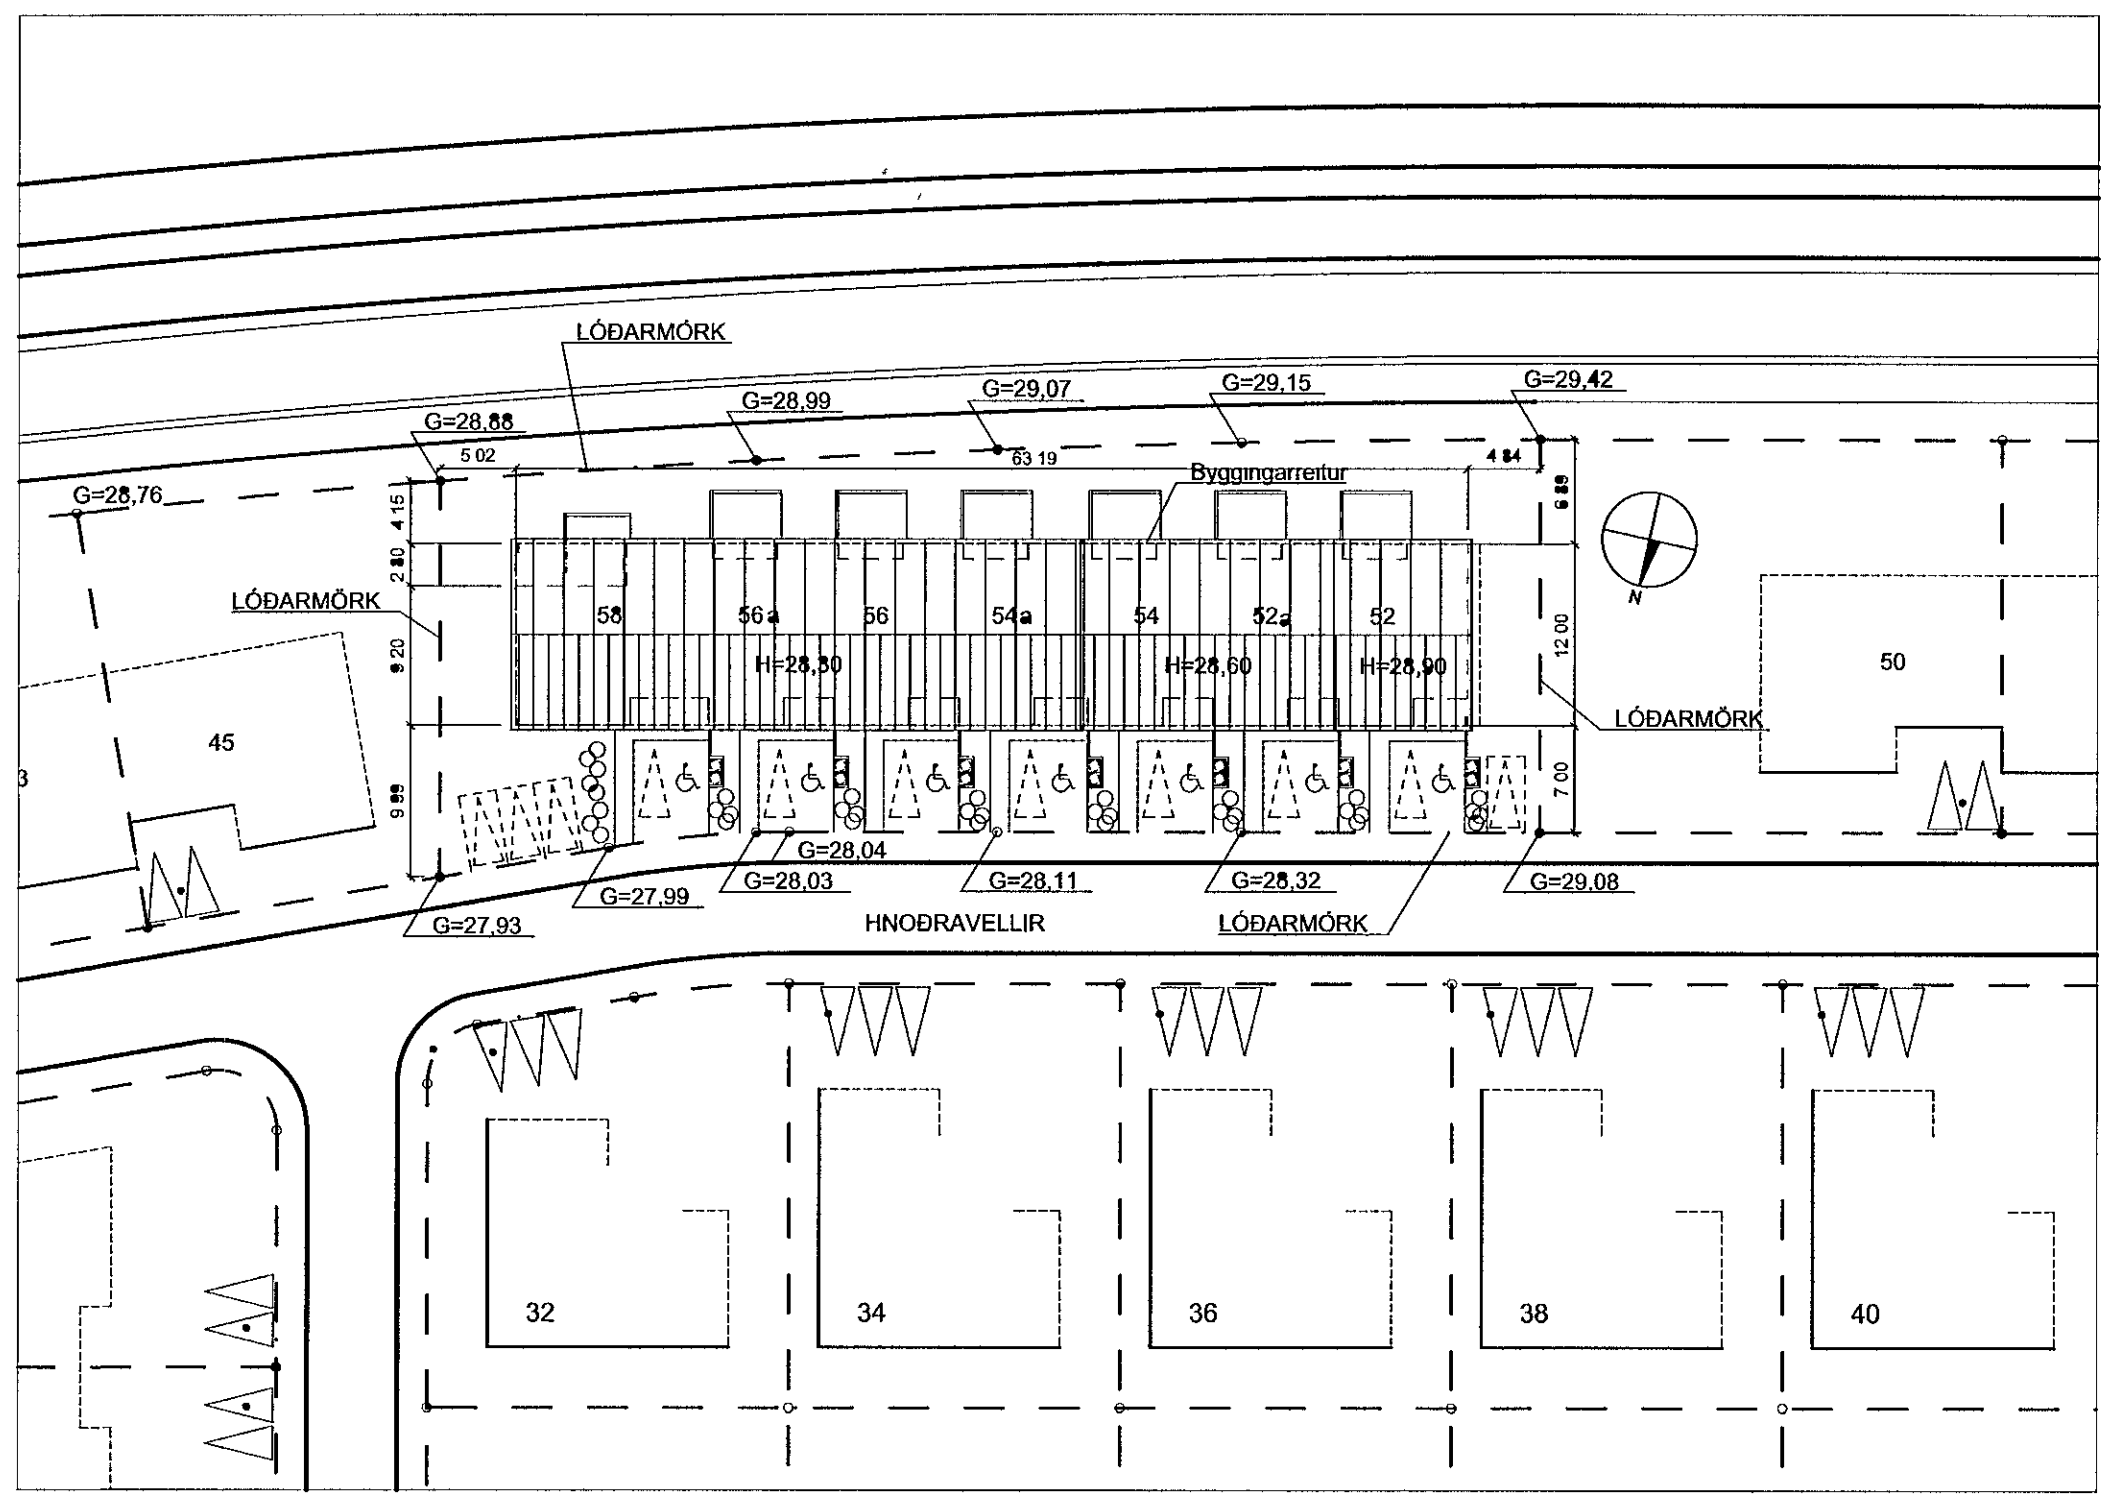 LÓÐARMÖRK
G=29,42
G=29,15
G=29,07
G=28,99
G=28,88
5 02
63 19
4 84
Byggingarreitur
G=28,76
4 15
6 89
2 80
LÓÐARMÖRK
58
56a
56
54a
54
52a
52
N
9 20
H=28,30
H=28,60
H=28,90
12 00
50
LÓÐARMÖRK
45
3
9 99
7 00
G=28,04
G=28,03
G=28,11
G=28,32
G=29,08
G=27,99
G=27,93
HNOÐRAVELLIR
LÓÐARMÖRK
32
34
36
38
40